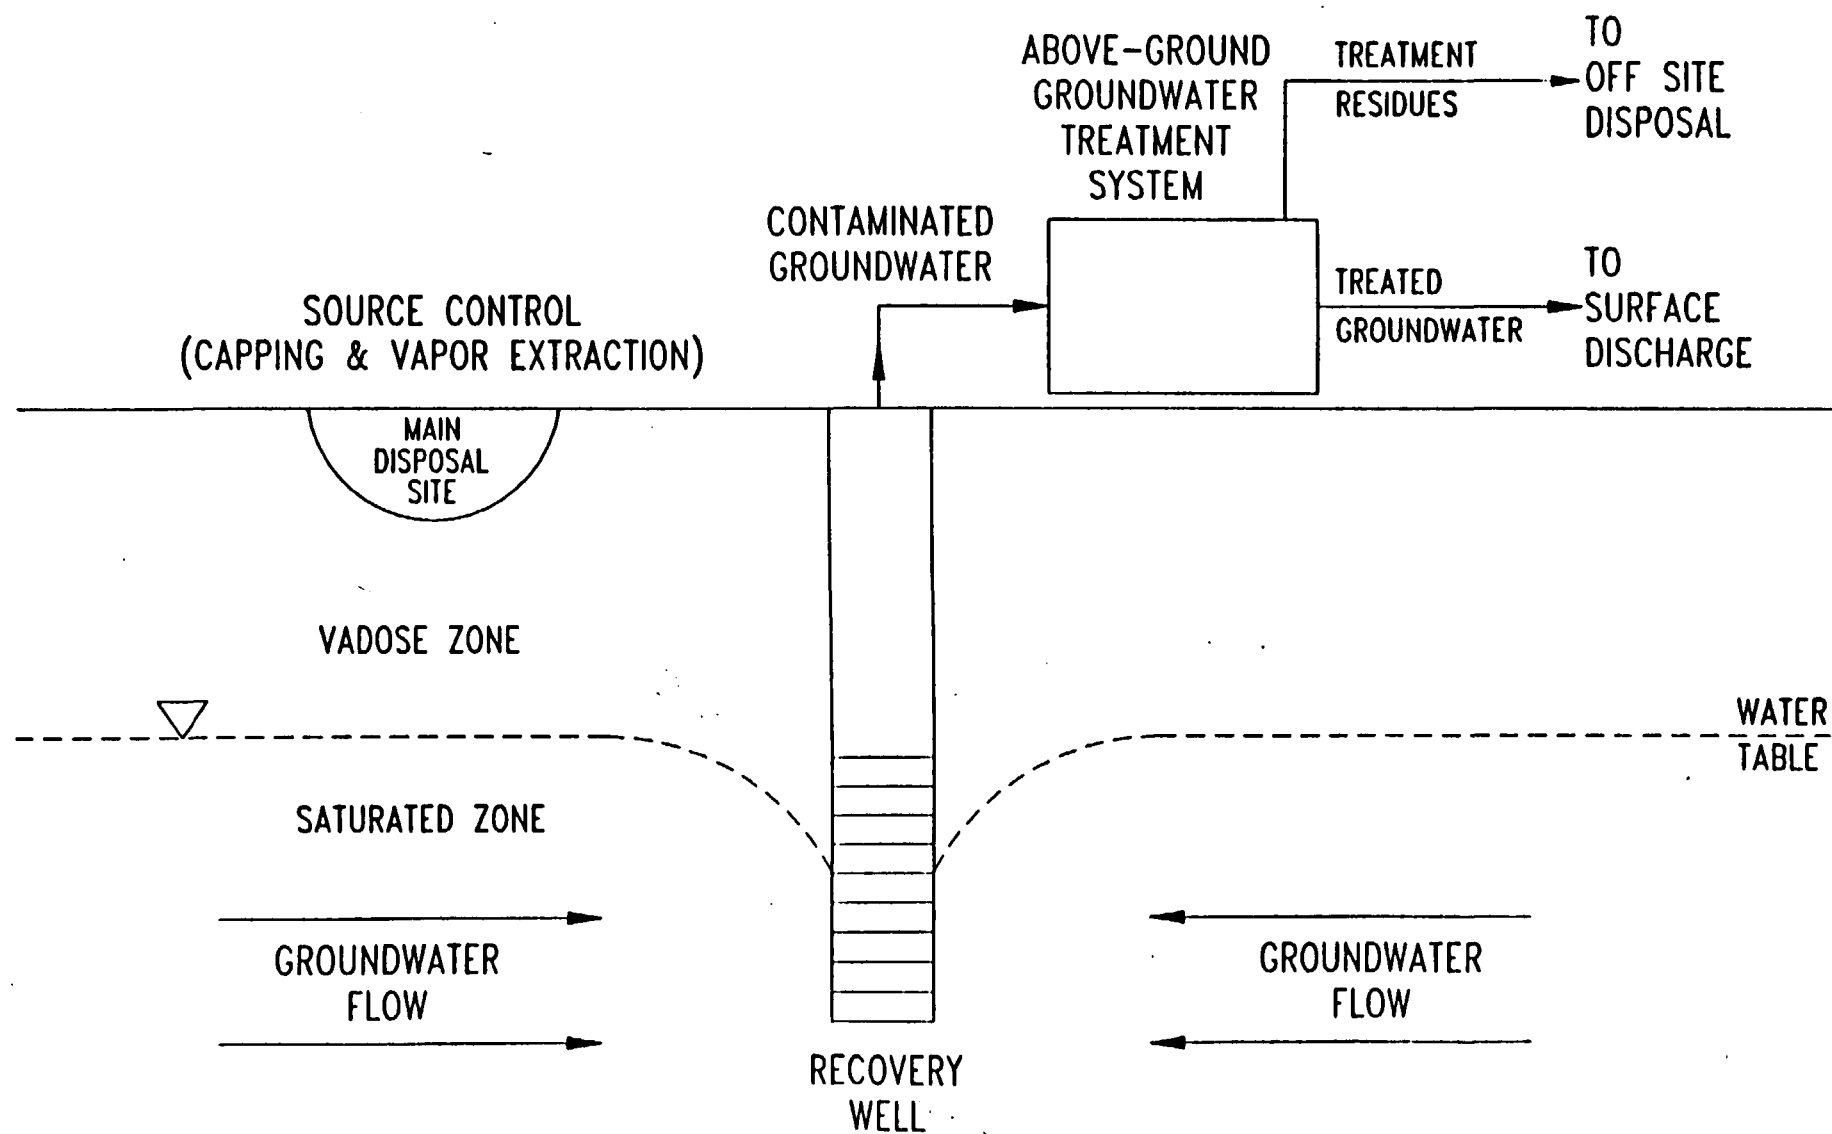 ABOVE-GROUND
GROUNDWATER
TREATMENT
SYSTEM
TREATMENT
RESIDUES
TO
OFF SITE
DISPOSAL
CONTAMINATED
GROUNDWATER
TREATED
GROUNDWATER
TO
SURFACE
DISCHARGE
SOURCE CONTROL
(CAPPING & VAPOR EXTRACTION)
MAIN
DISPOSAL
SITE
VADOSE ZONE
WATER
TABLE
SATURATED ZONE
GROUNDWATER
FLOW
GROUNDWATER
FLOW
RECOVERY
WELL